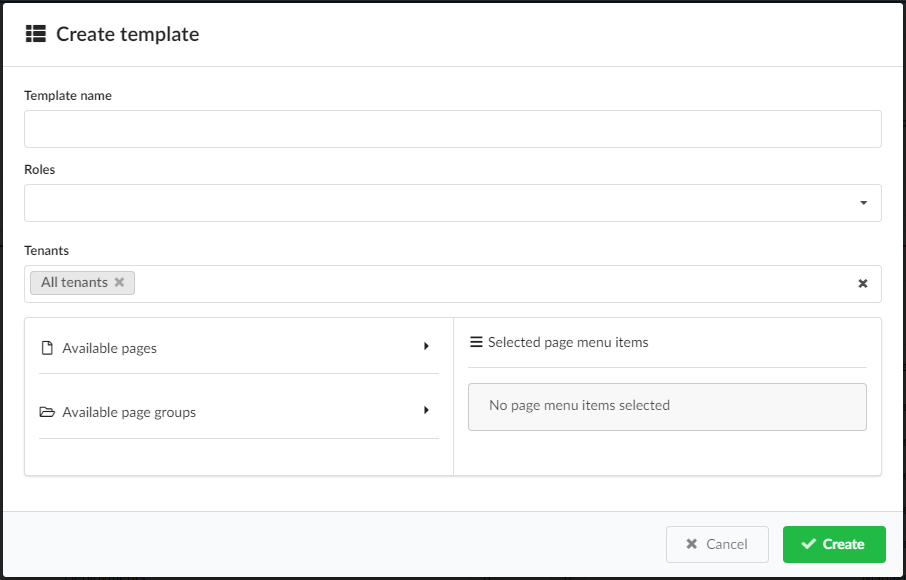 Create template
Template name
Roles
Tenants
All tenants
Available pages
Selected page menu items
Available page groups
No page menu items selected
Cancel
Create